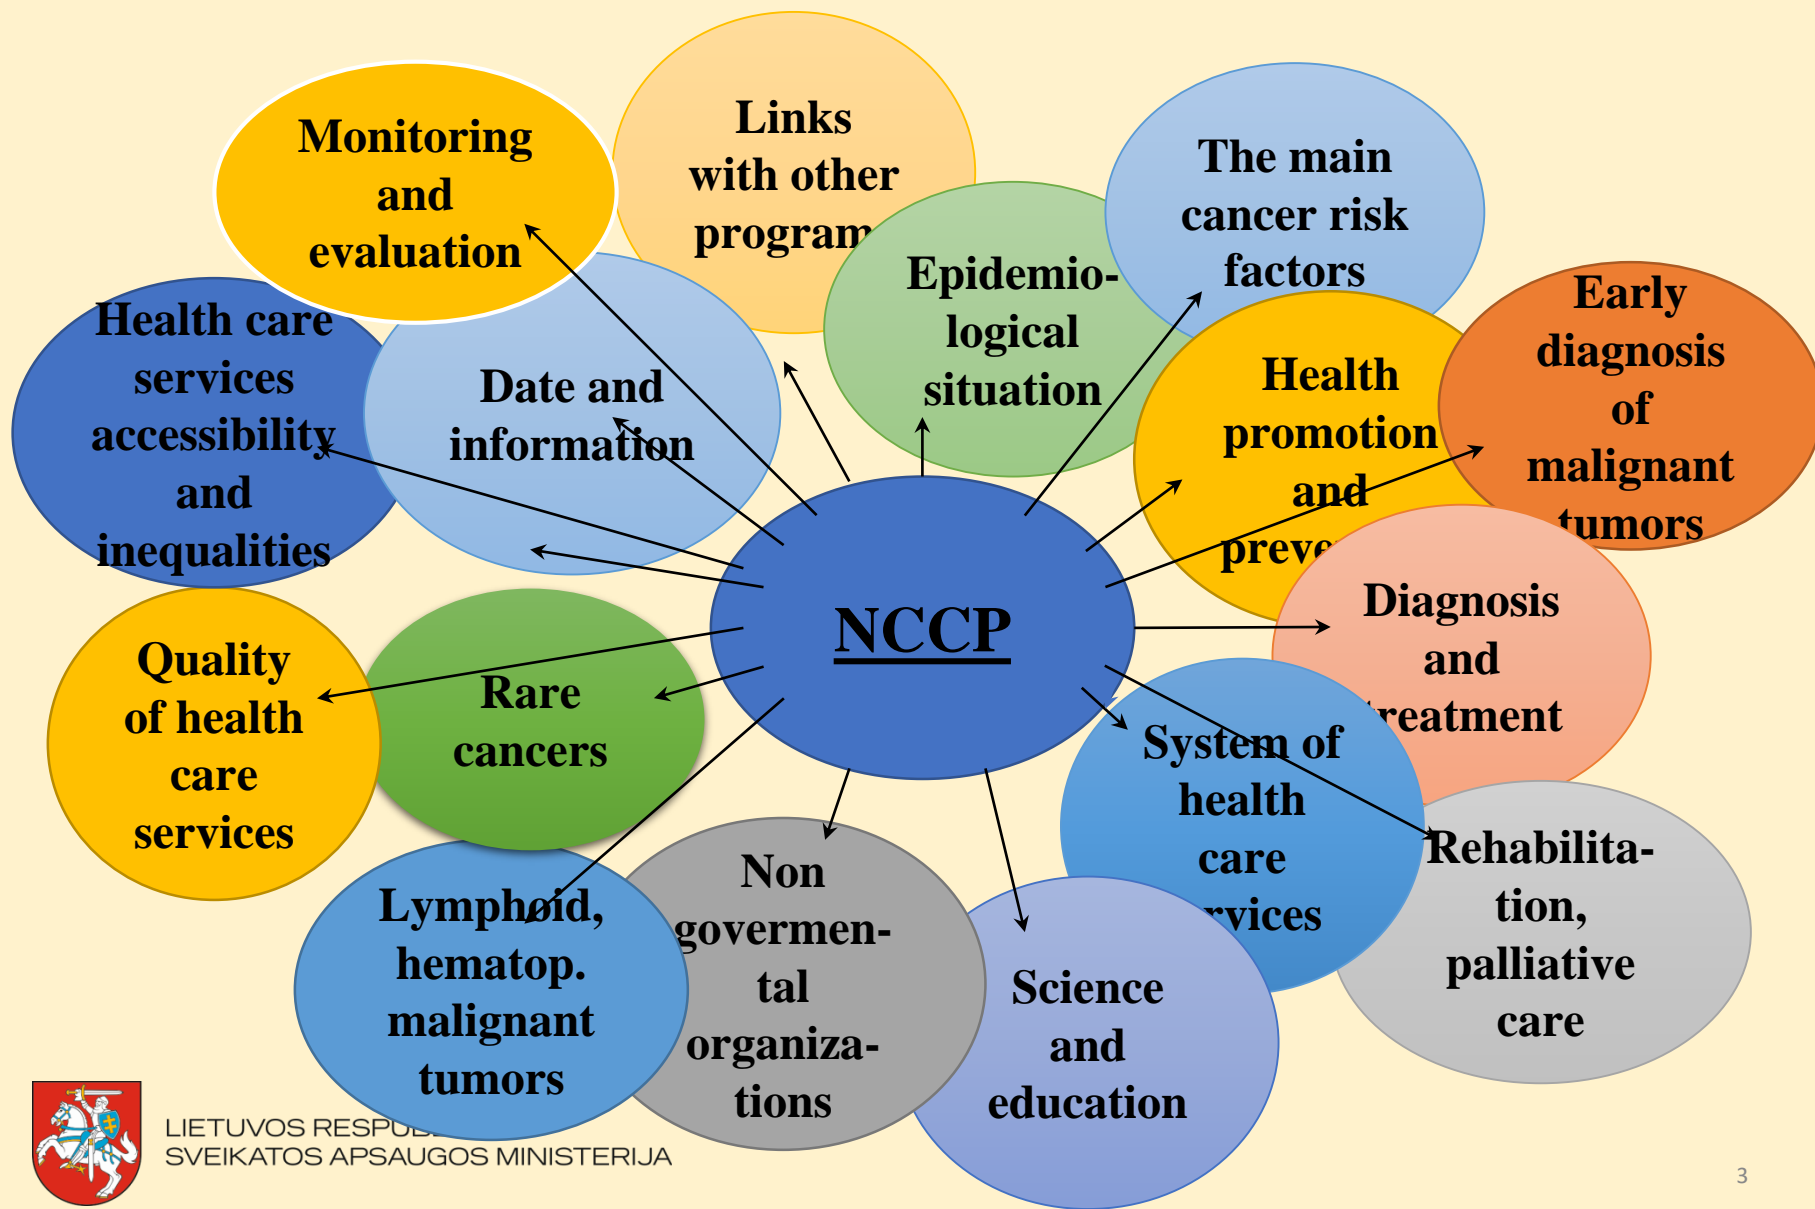 Monitoring
and
evaluation
Links
with other
program
Epidemio-
logical
situation
The main
cancer risk
factors
Early
diagnosis
of
malignant
tumors
Health
promotion
and
Health care
services
accessibility
and
inequalities
Date and
information
NCCP
Diagnosis
and
treatment
Quality
of health
care
services
Rare
cancers
System of
health
care
Rehabilita-
tion,
palliative
care
Lymphoid,
hematop.
malignant
tumors
Non
govermen-
tal
organiza-
tions
Science
and
education
LIETUVOS
SVEIKATOS APSAUGOS MINISTERIJA
3